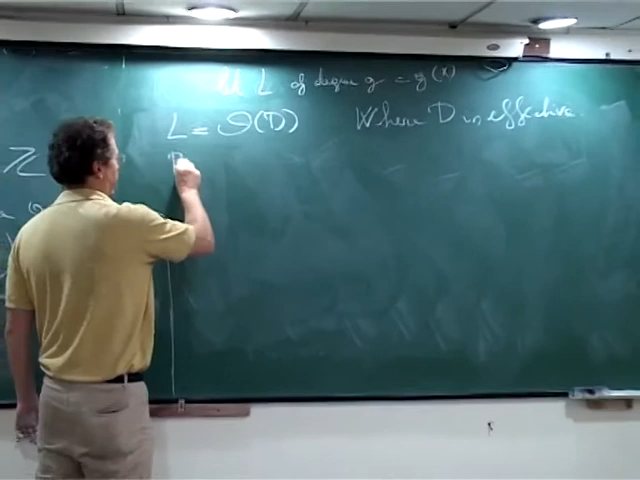 L of degree g = g(X)
L = O(D) Where D is effective.